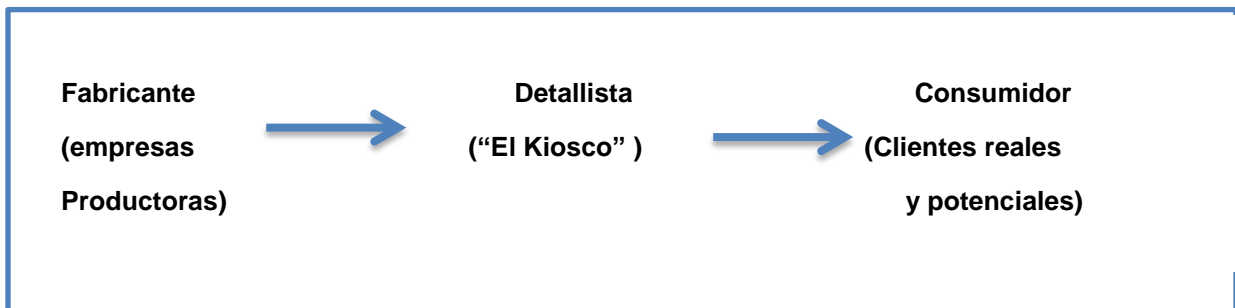 Fabricante Detallista Consumidor
(empresas (“El Kiosco” ) (Clientes reales
Productoras) y potenciales)